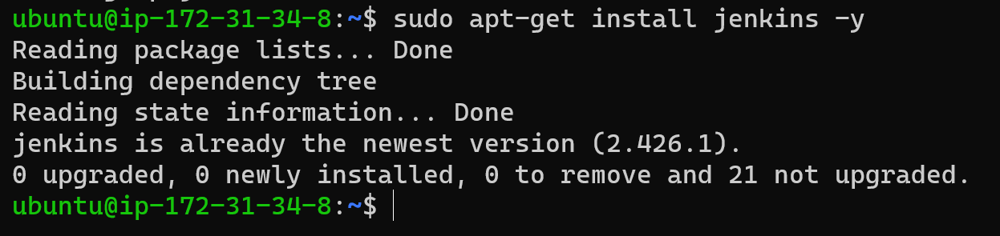 ubuntu@ip-172-31-34-8:~$ sudo apt-get install jenkins -y
Reading package lists... Done
Building dependency tree
Reading state information... Done
jenkins is already the newest version (2.426.1).
0 upgraded, 0 newly installed, 0 to remove and 21 not upgraded.
ubuntu@ip-172-31-34-8:~$